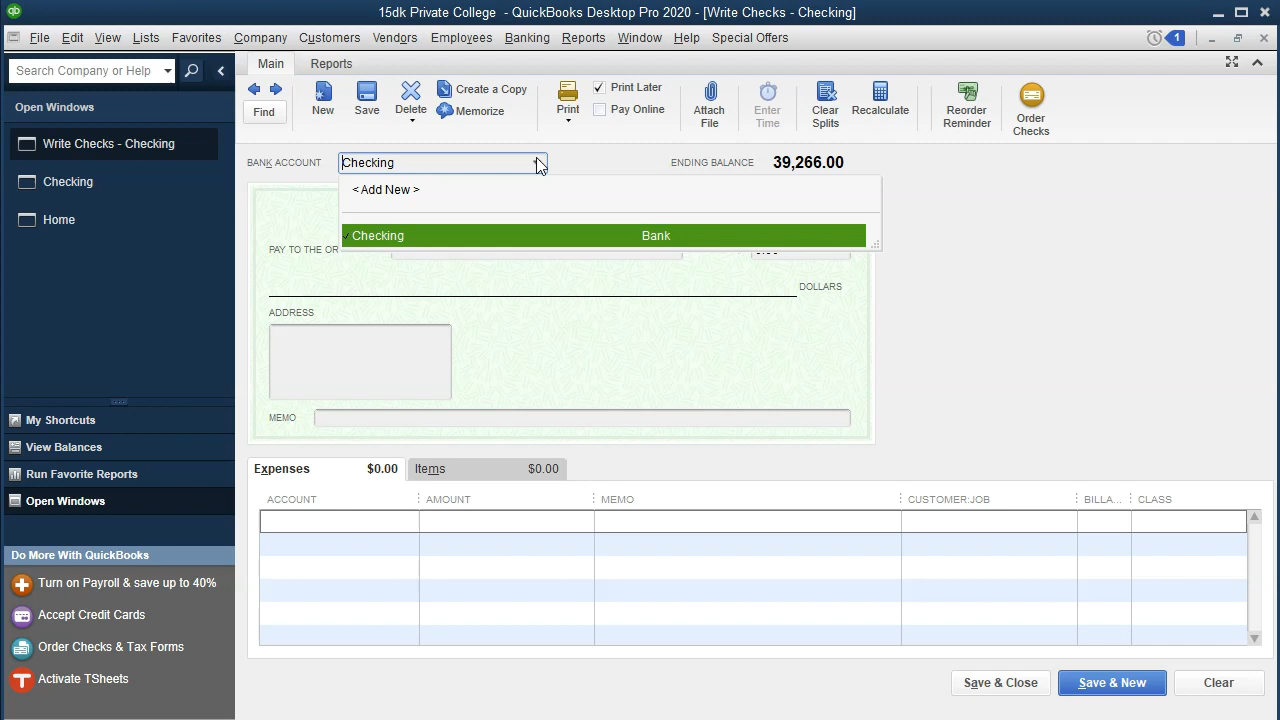 qb 15dk Private College - QuickBooks Desktop Pro 2020 - [Write Checks - Checking]
File Edit View Lists Favorites Company Customers Vendors Employees Banking Reports Window Help Special Offers 1
Search Company or Help
Open Windows
Write Checks - Checking
Checking
Home
My Shortcuts
View Balances
Run Favorite Reports
Open Windows
Do More With QuickBooks
Turn on Payroll & save up to 40%
Accept Credit Cards
Order Checks & Tax Forms
Activate TSheets
Main Reports
Find New Save Delete Create a Copy Memorize Print Print Later Pay Online Attach File Enter Time Clear Splits Recalculate Reorder Reminder Order Checks
BANK ACCOUNT Checking ENDING BALANCE 39,266.00
< Add New >
Checking Bank
PAY TO THE OR
DOLLARS
ADDRESS
MEMO
Expenses $0.00 Items $0.00
ACCOUNT AMOUNT MEMO CUSTOMER:JOB BILLA... CLASS
Save & Close Save & New Clear